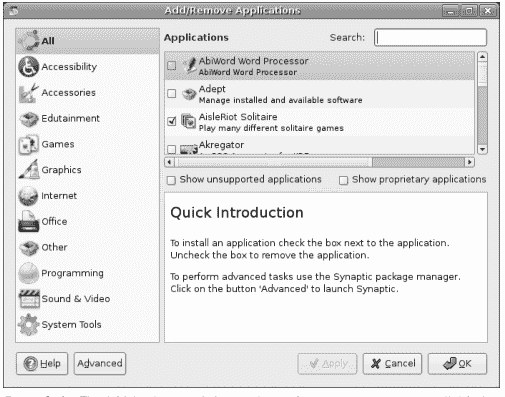 Add/Remove Applications
All
Accessibility
Accessories
Edutainment
Games
Graphics
Internet
Office
Other
Programming
Sound & Video
System Tools
Applications
Search:
AbiWord Word Processor
AbiWord Word Processor
Adept
Manage installed and available software
AisleRiot Solitaire
Play many different solitaire games
Akregator
Show unsupported applications
Show proprietary applications
Quick Introduction
To install an application check the box next to the application.
Uncheck the box to remove the application.
To perform advanced tasks use the Synaptic package manager.
Click on the button 'Advanced' to launch Synaptic.
Help
Advanced
Apply
Cancel
OK